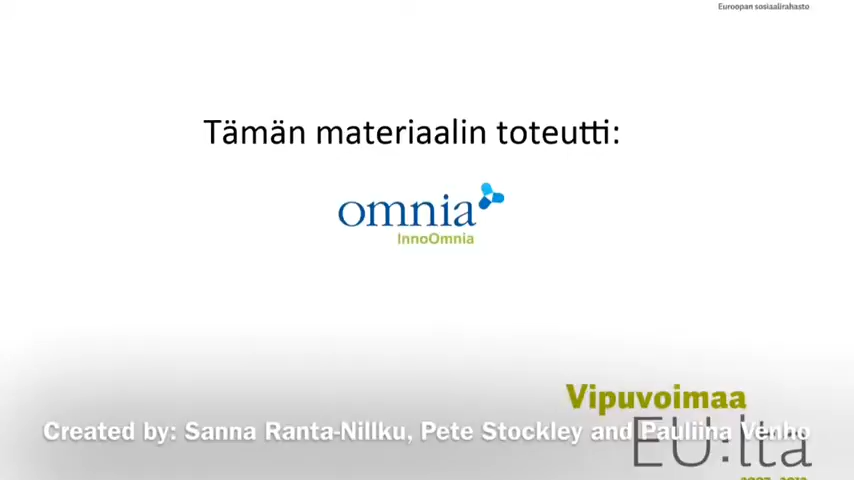 Euroopan sosiaalirahasto
Tämän materiaalin toteutti:
omnia
InnoOmnia
Vipuvoimaa
EU:lta
Created by: Sanna Ranta-Nillku, Pete Stockley and Pauliina Venho